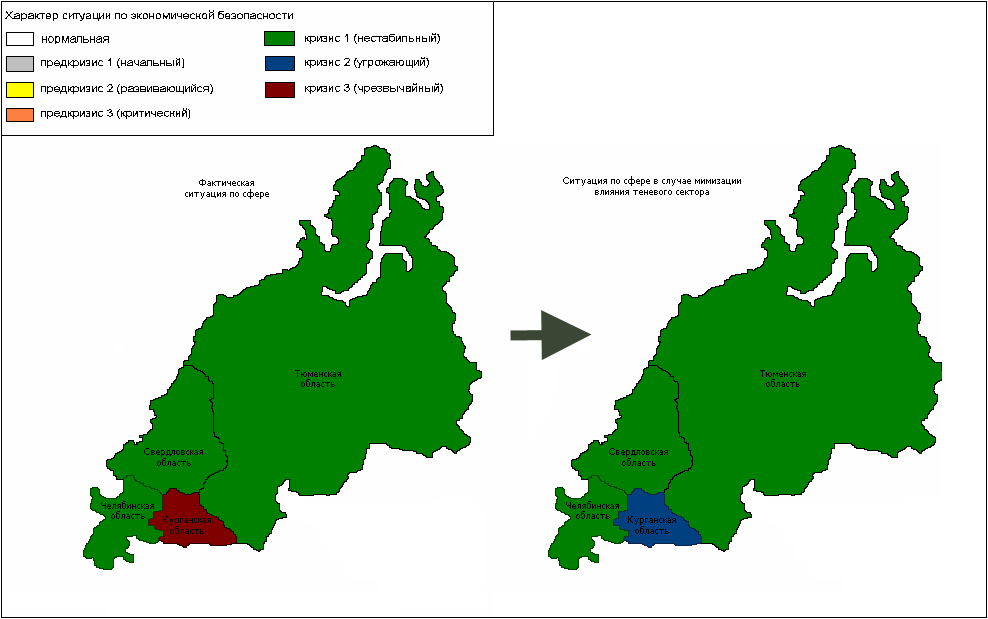 Характер ситуации по экономической безопасности
нормальная
предкризис 1 (начальный)
предкризис 2 (развивающийся)
предкризис 3 (критический)
кризис 1 (нестабильный)
кризис 2 (угрожающий)
кризис 3 (чрезвычайный)
Фактическая
ситуация по сфере
Тюменская
область
Свердловская
область
Челябинская
область
Курганская
область
Ситуация по сфере в случае мимизации
влияния теневого сектора
Тюменская
область
Свердловская
область
Челябинская
область
Курганская
область